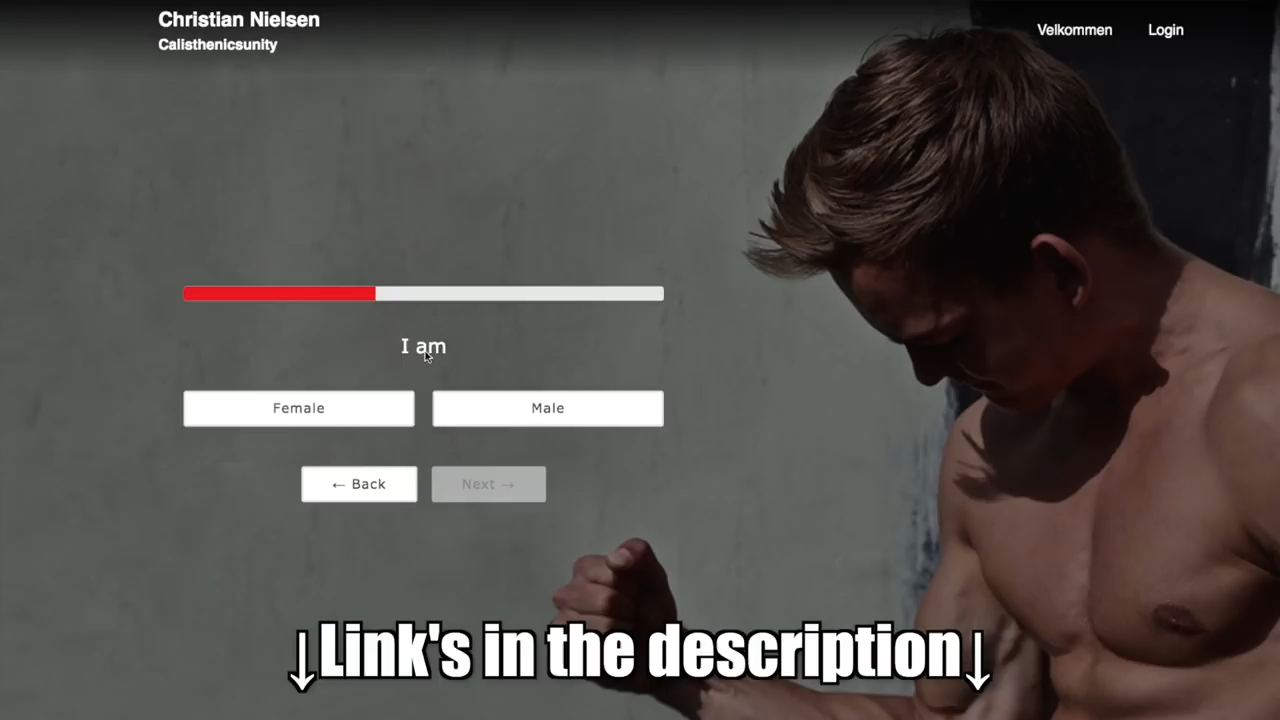 Christian Nielsen
Calisthenicsunity
Velkommen
Login
I am
Female
Male
← Back
Next →
↓Link's in the description↓